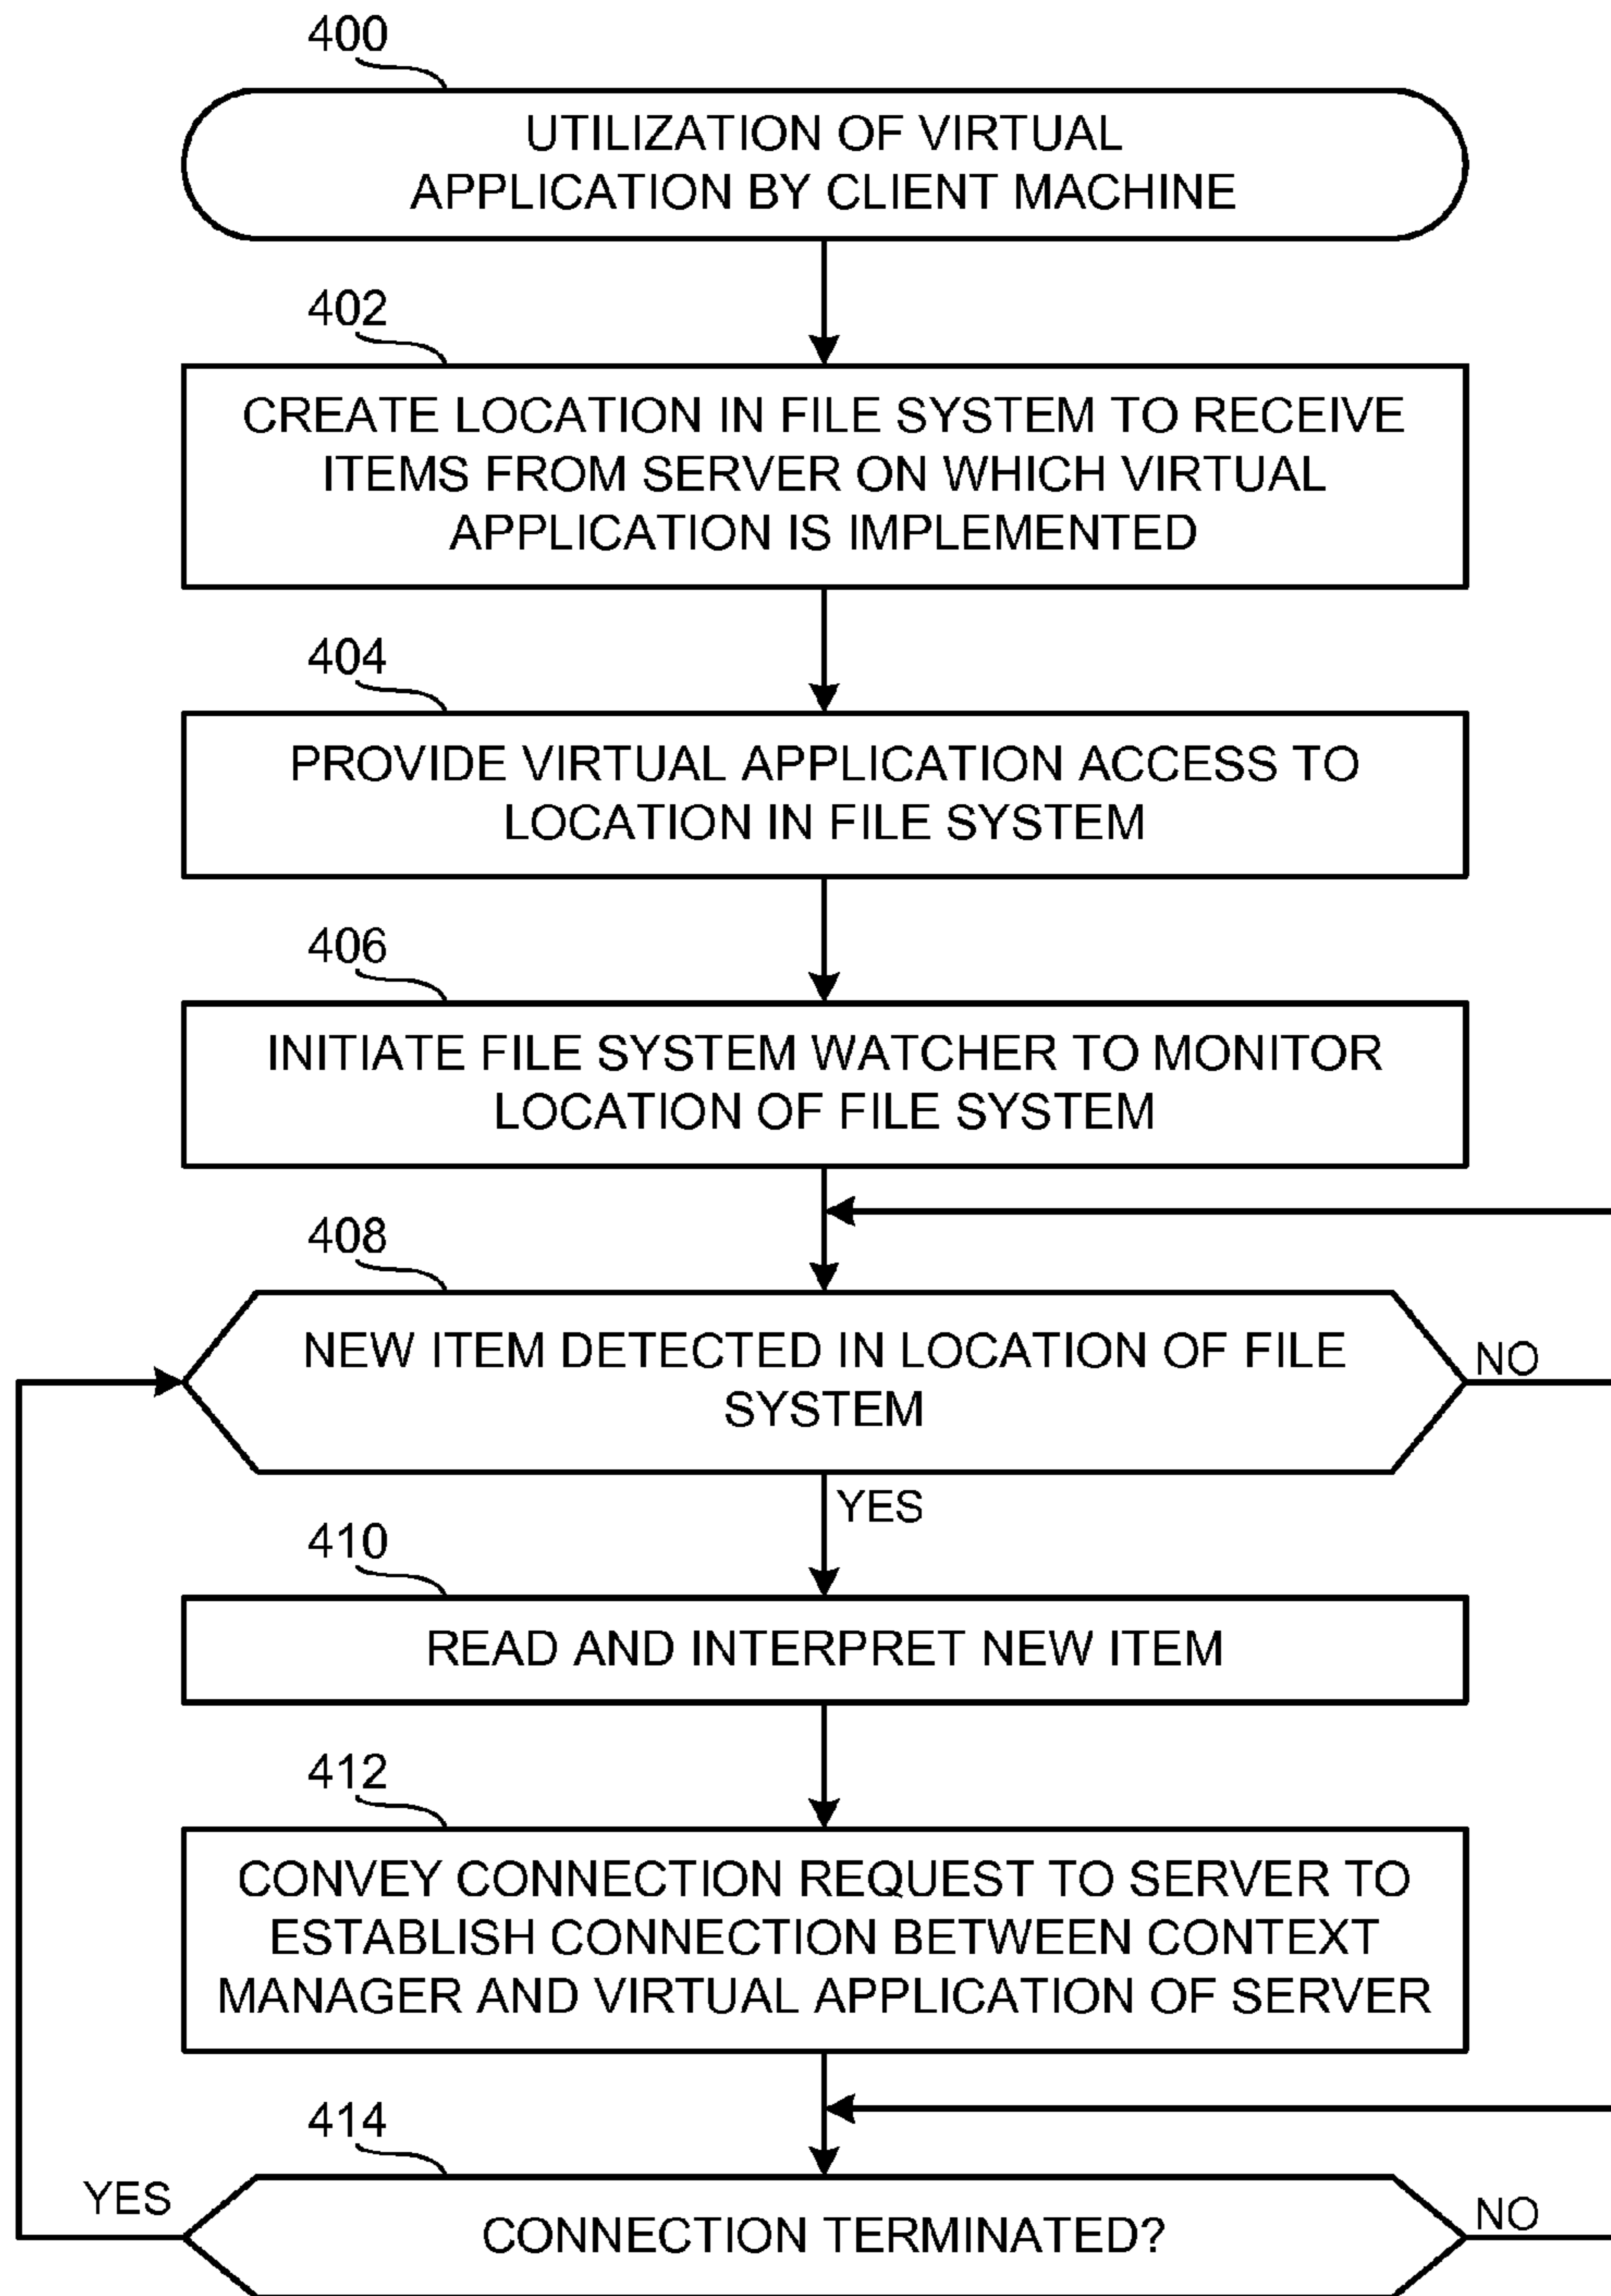 400
UTILIZATION OF VIRTUAL
APPLICATION BY CLIENT MACHINE
402
CREATE LOCATION IN FILE SYSTEM TO RECEIVE
ITEMS FROM SERVER ON WHICH VIRTUAL
APPLICATION IS IMPLEMENTED
404
PROVIDE VIRTUAL APPLICATION ACCESS TO
LOCATION IN FILE SYSTEM
406
INITIATE FILE SYSTEM WATCHER TO MONITOR
LOCATION OF FILE SYSTEM
408
NEW ITEM DETECTED IN LOCATION OF FILE
SYSTEM
NO
YES
410
READ AND INTERPRET NEW ITEM
412
CONVEY CONNECTION REQUEST TO SERVER TO
ESTABLISH CONNECTION BETWEEN CONTEXT
MANAGER AND VIRTUAL APPLICATION OF SERVER
414
YES
CONNECTION TERMINATED?
NO